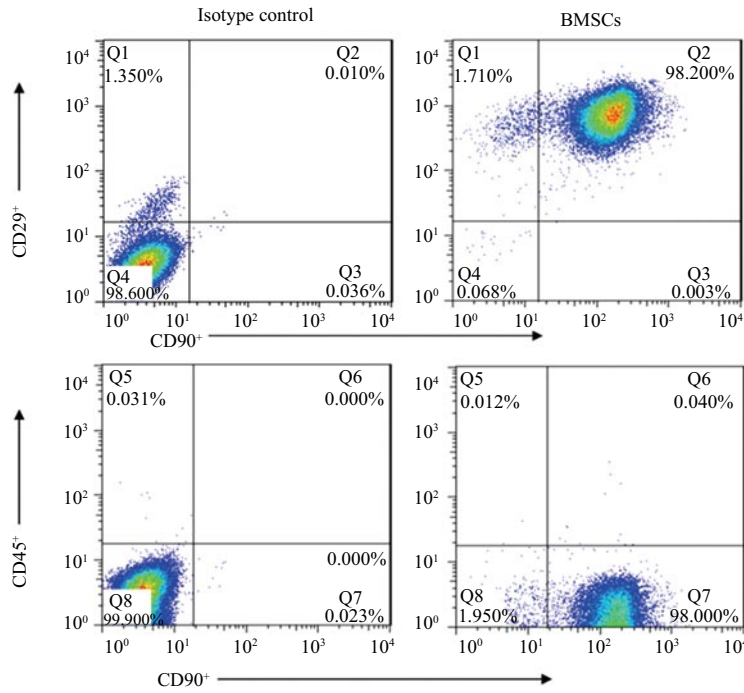 Isotype control
BMSCs
CD29⁺
10⁴
10³
10²
10¹
10⁰
Q1
1.350%
Q2
0.010%
Q4
98.600%
Q3
0.036%
10⁰ 10¹ 10² 10³ 10⁴
10⁴
10³
10²
10¹
10⁰
Q1
1.710%
Q2
98.200%
Q4
0.068%
Q3
0.003%
10⁰ 10¹ 10² 10³ 10⁴
CD90⁺
CD45⁺
10⁴
10³
10²
10¹
10⁰
Q5
0.031%
Q6
0.000%
0.000%
Q8
99.900%
Q7
0.023%
10⁰ 10¹ 10² 10³ 10⁴
10⁴
10³
10²
10¹
10⁰
Q5
0.012%
Q6
0.040%
Q8
1.950%
Q7
98.000%
10⁰ 10¹ 10² 10³ 10⁴
CD90⁺